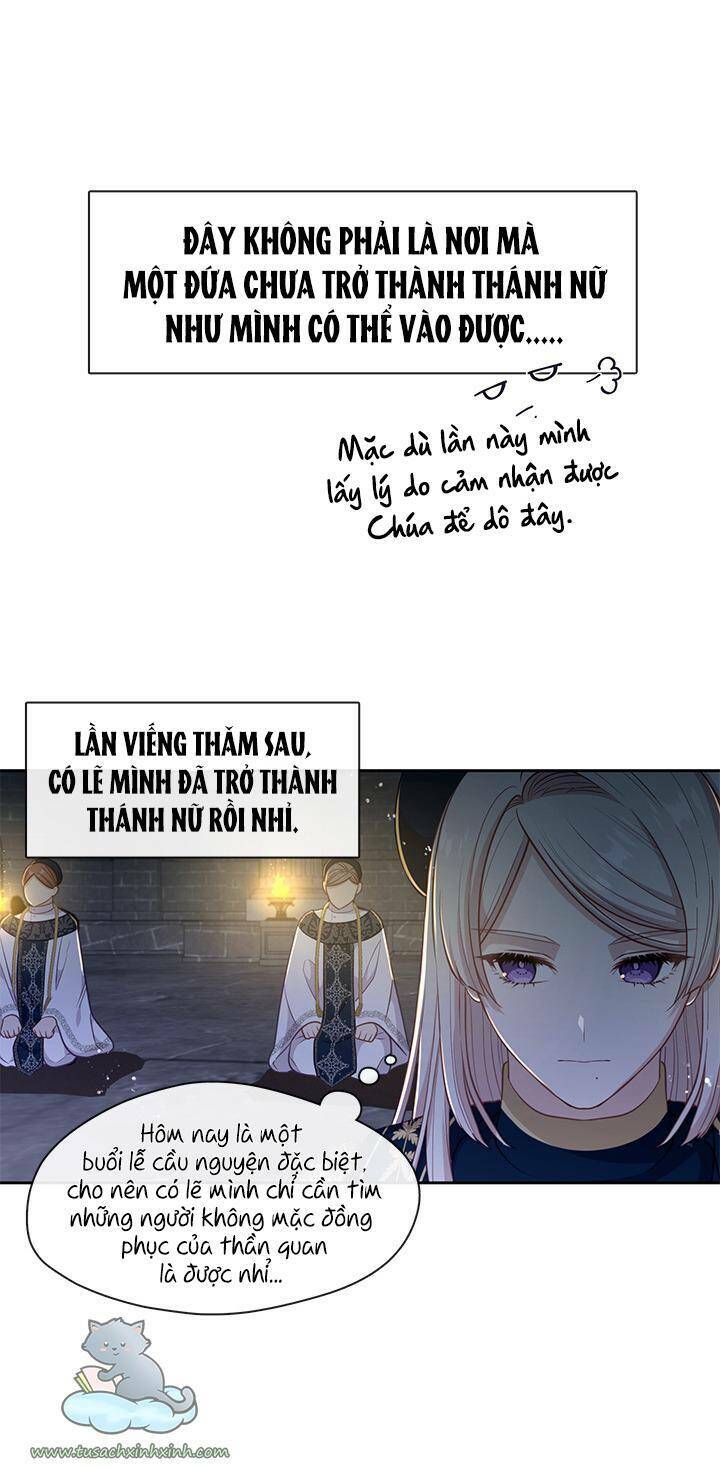 ĐÂY KHÔNG PHẢI LÀ NƠI MÀ
MỘT ĐỨA CHƯA TRỞ THÀNH THÁNH NỮ
NHƯ MÌNH CÓ THỂ VÀO ĐƯỢC.....
Mặc dù lần này mình
lấy lý do cảm nhận được
Chúa để dô đây.
LẦN VIẾNG THĂM SAU,
CÓ LẼ MÌNH ĐÃ TRỞ THÀNH
THÁNH NỮ RỒI NHỈ.
Hôm nay là một
buổi lễ cầu nguyện đặc biệt,
cho nên có lẽ mình chỉ cần tìm
những người không mặc đồng
phục của thần quan
là được nhỉ...
www.tusachxinhxinh.com